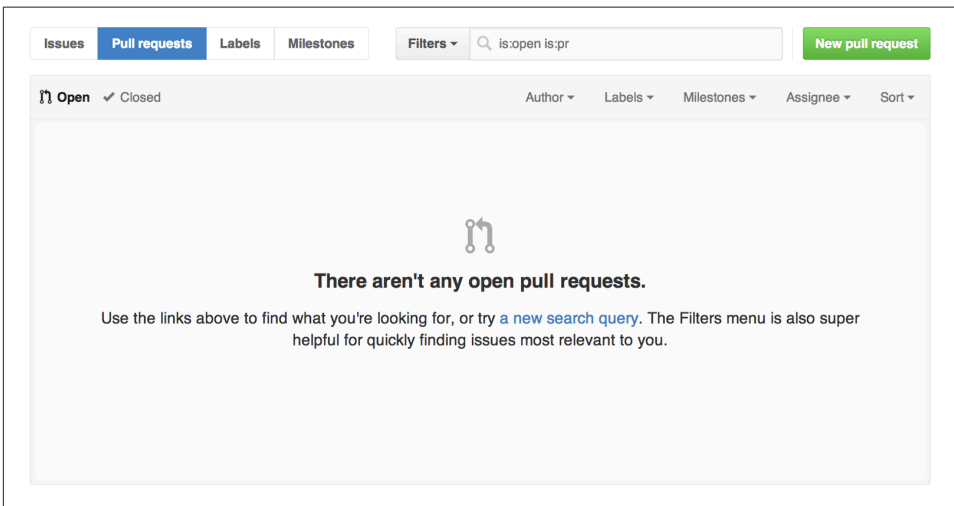 Issues Pull requests Labels Milestones Filters is:open is:pr New pull request
Open Closed Author Labels Milestones Assignee Sort
There aren't any open pull requests.
Use the links above to find what you're looking for, or try a new search query. The Filters menu is also super
helpful for quickly finding issues most relevant to you.